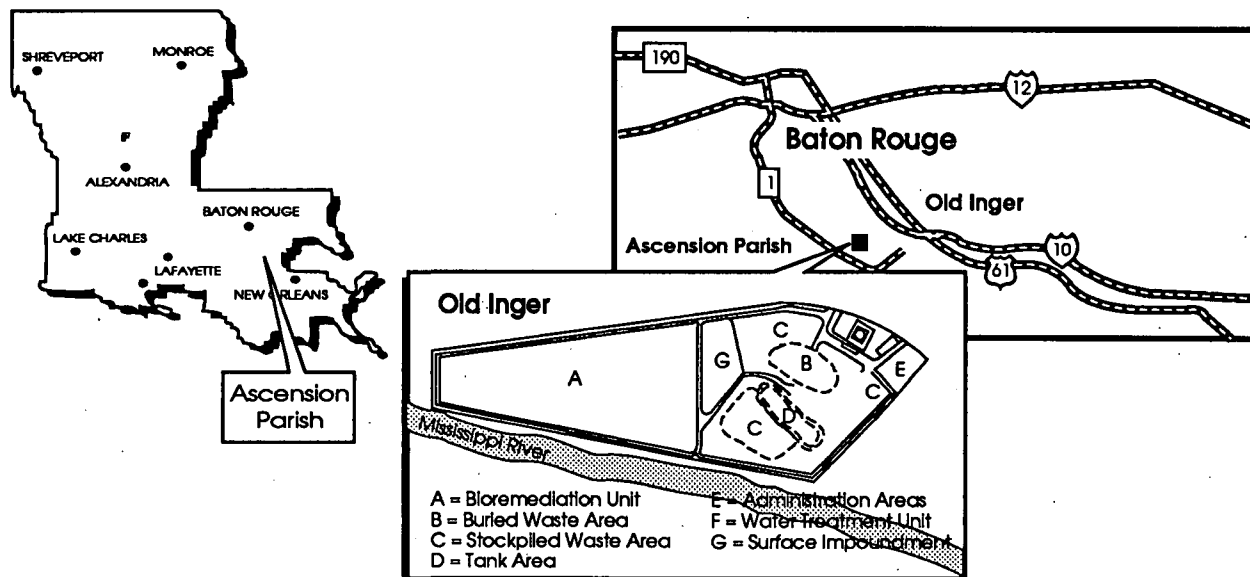 SHREVEPORT
MONROE
F
ALEXANDRIA
BATON ROUGE
LAKE CHARLES
LAFAYETTE
NEW ORLEANS
Ascension
Parish
190
12
Baton Rouge
1
Old Inger
Ascension Parish
10
61
Old Inger
A
G
C
B
E
C
D
C
Mississippi River
A = Bioremediation Unit
B = Buried Waste Area
C = Stockpiled Waste Area
D = Tank Area
E = Administration Areas
F = Water Treatment Unit
G = Surface Impoundment